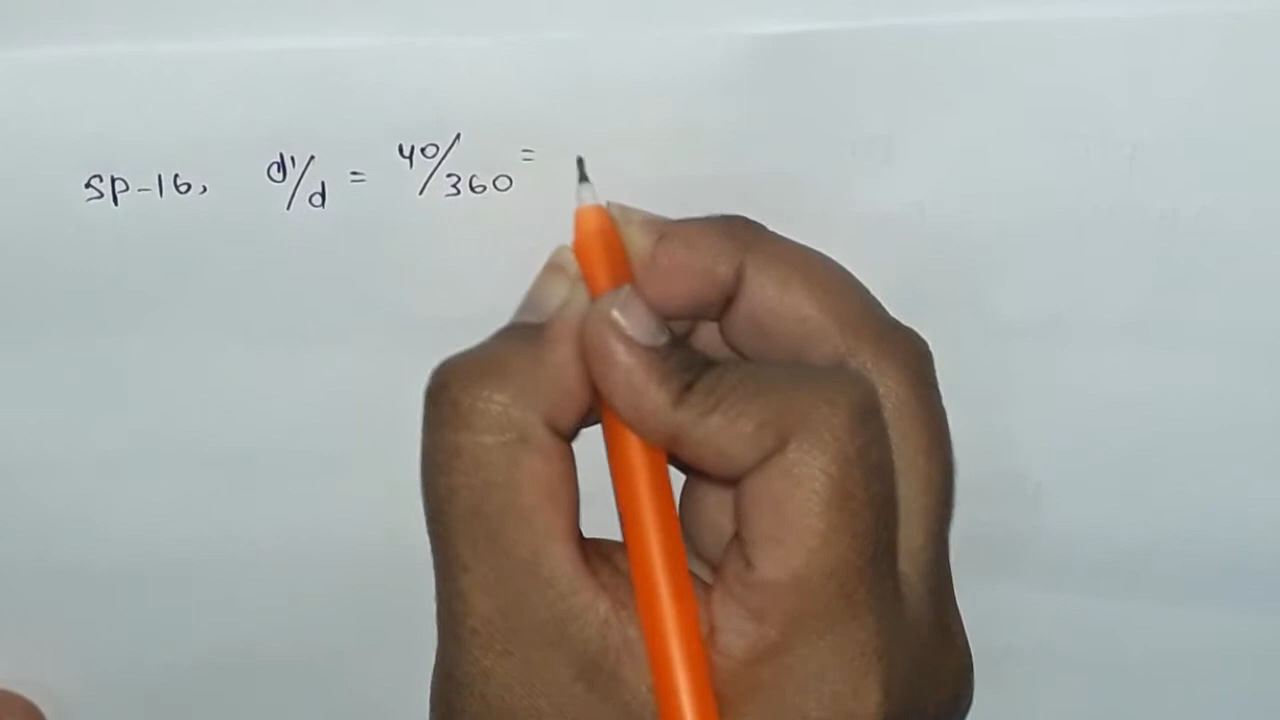 SP-16, d'/d = 40/360 =